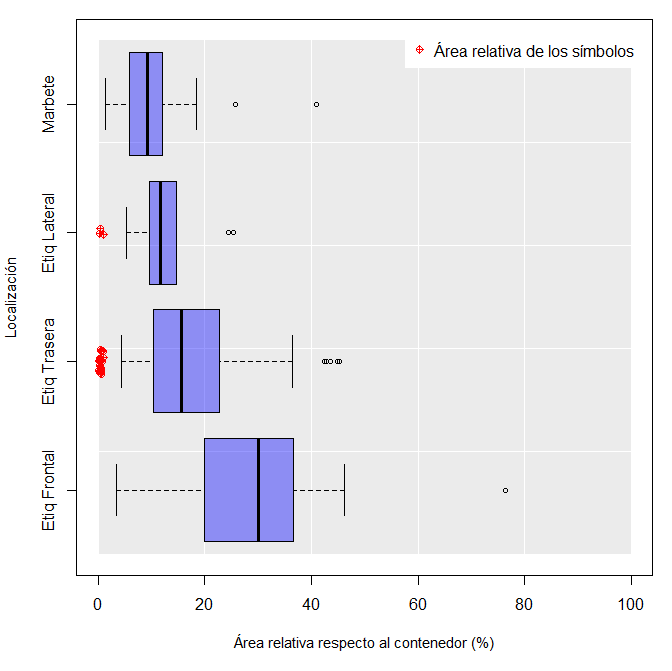 Área relativa de los símbolos
Marbete
Etiq Lateral
Etiq Trasera
Etiq Frontal
Localización
0 20 40 60 80 100
Área relativa respecto al contenedor (%)